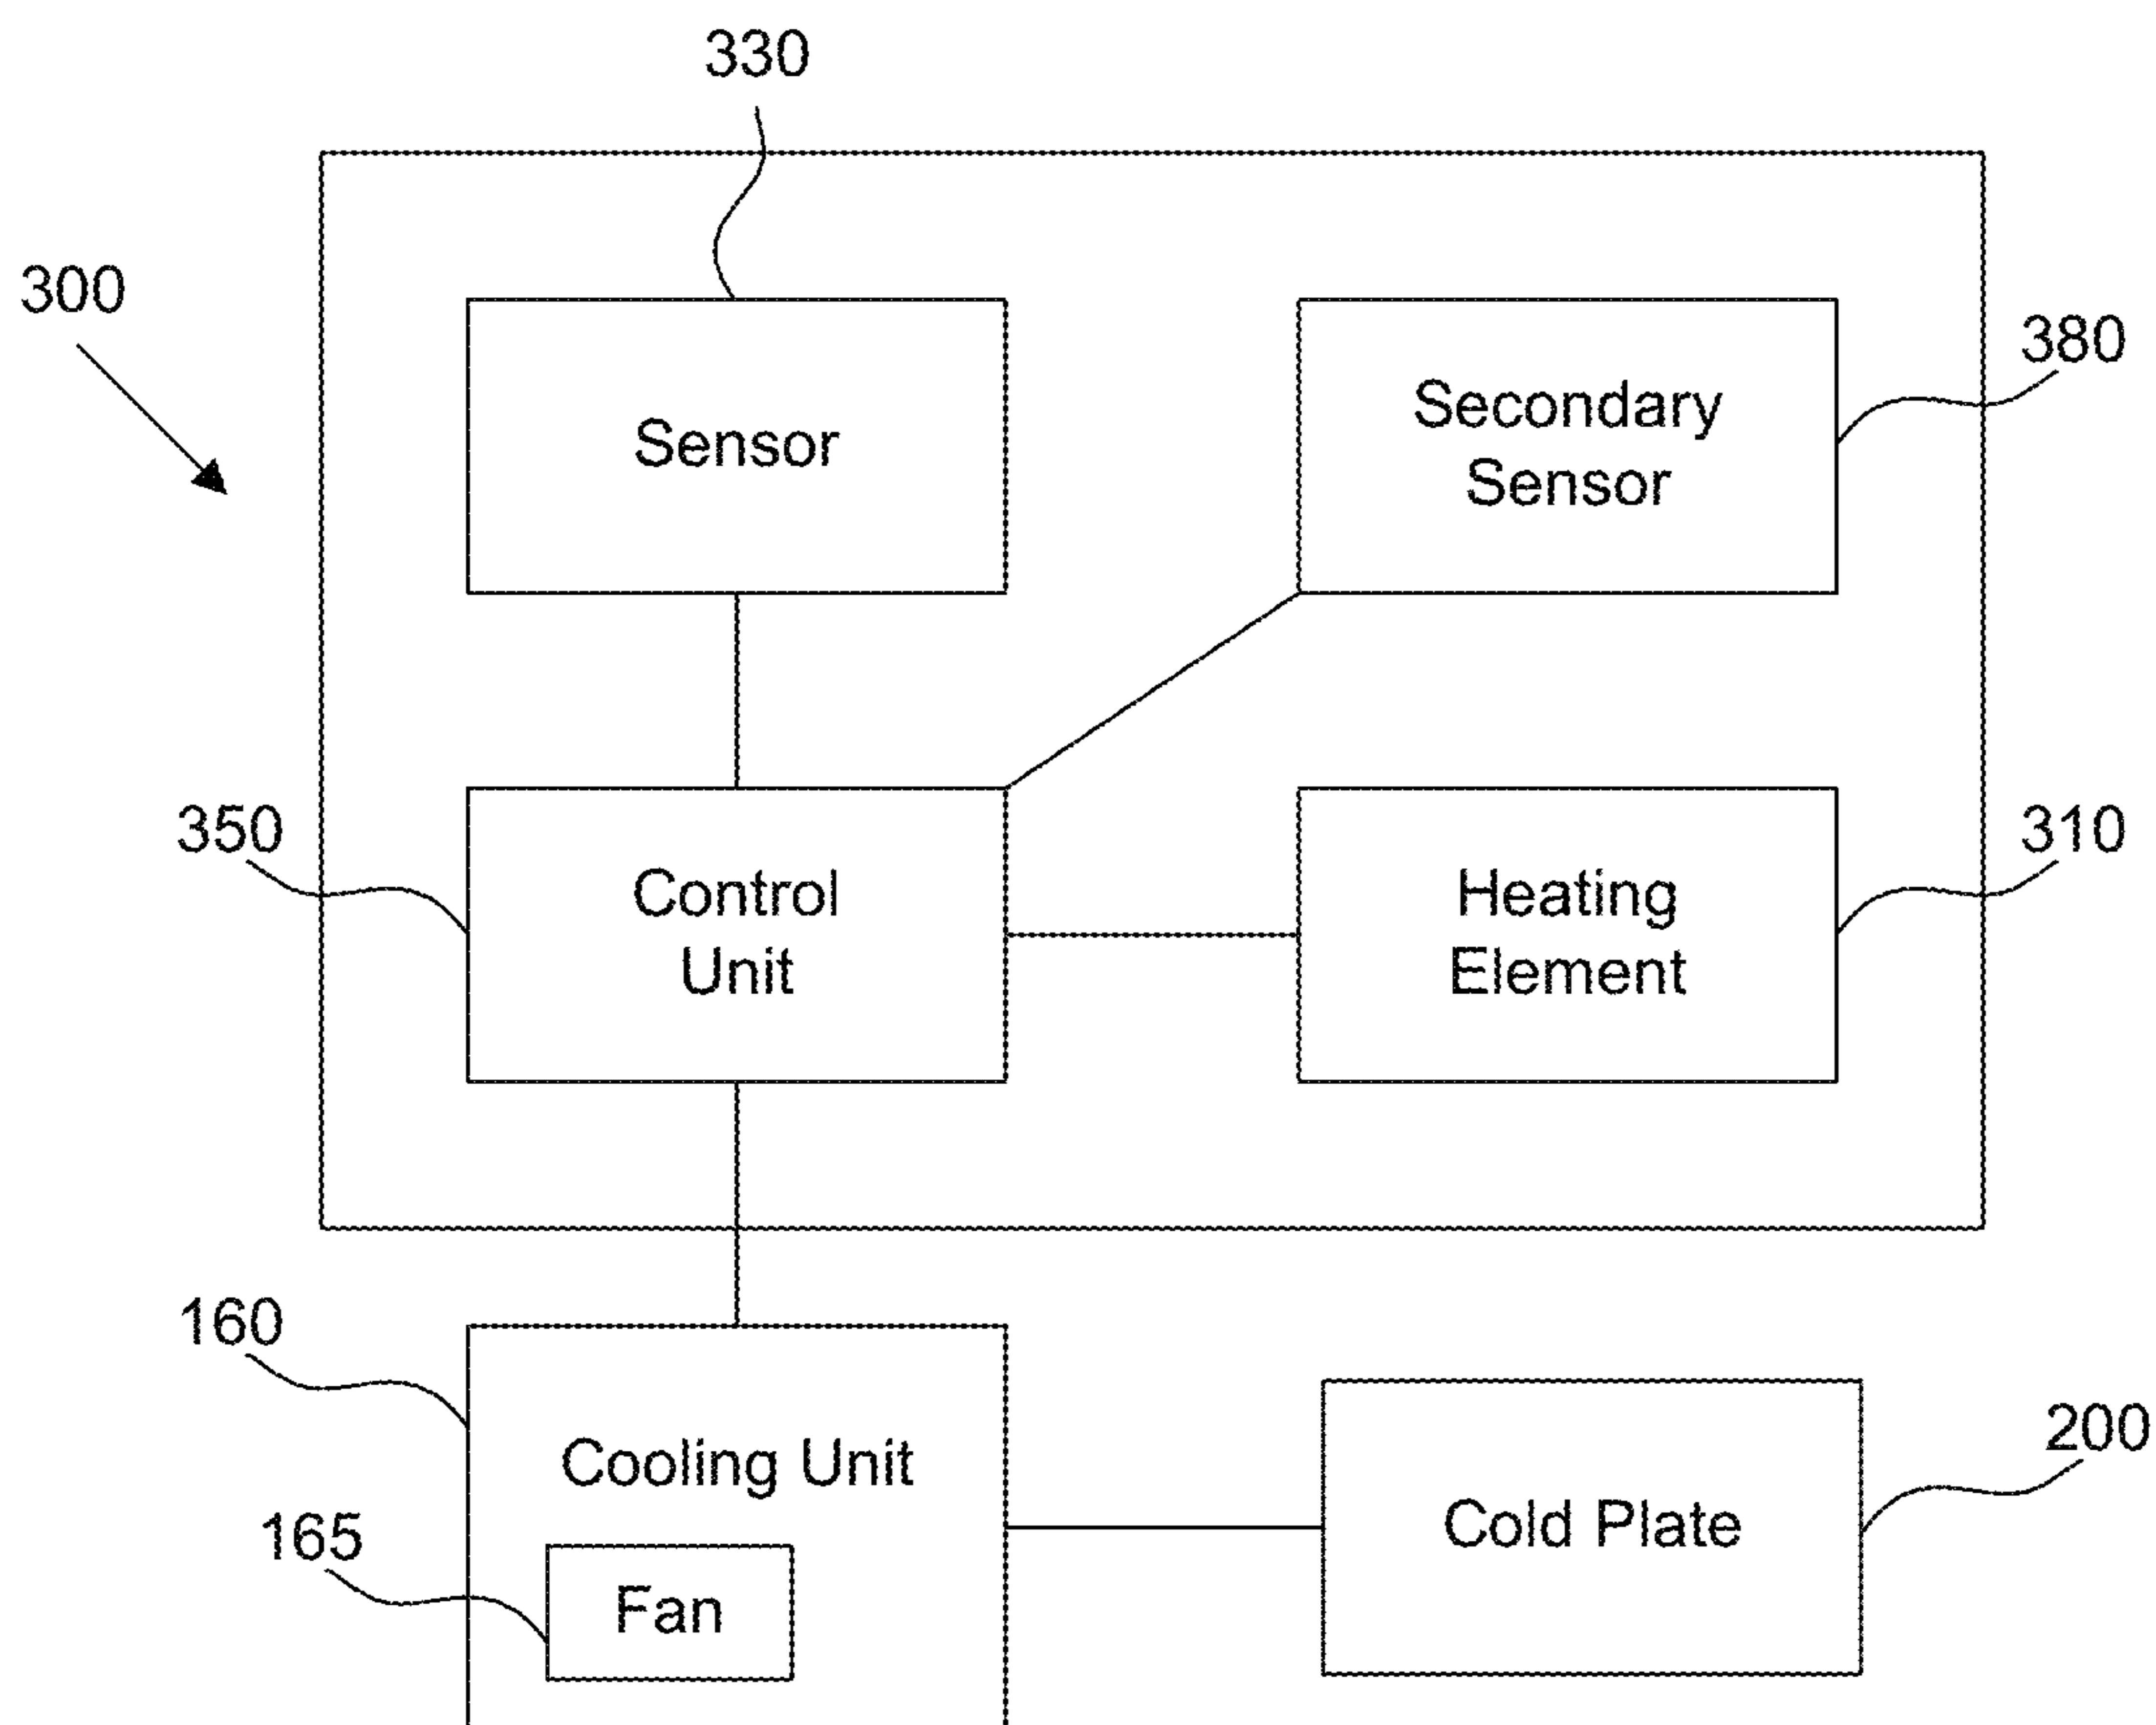 330
300
Sensor
Secondary
Sensor
380
350
Control
Unit
Heating
Element
310
160
Cooling Unit
165
Fan
Cold Plate
200